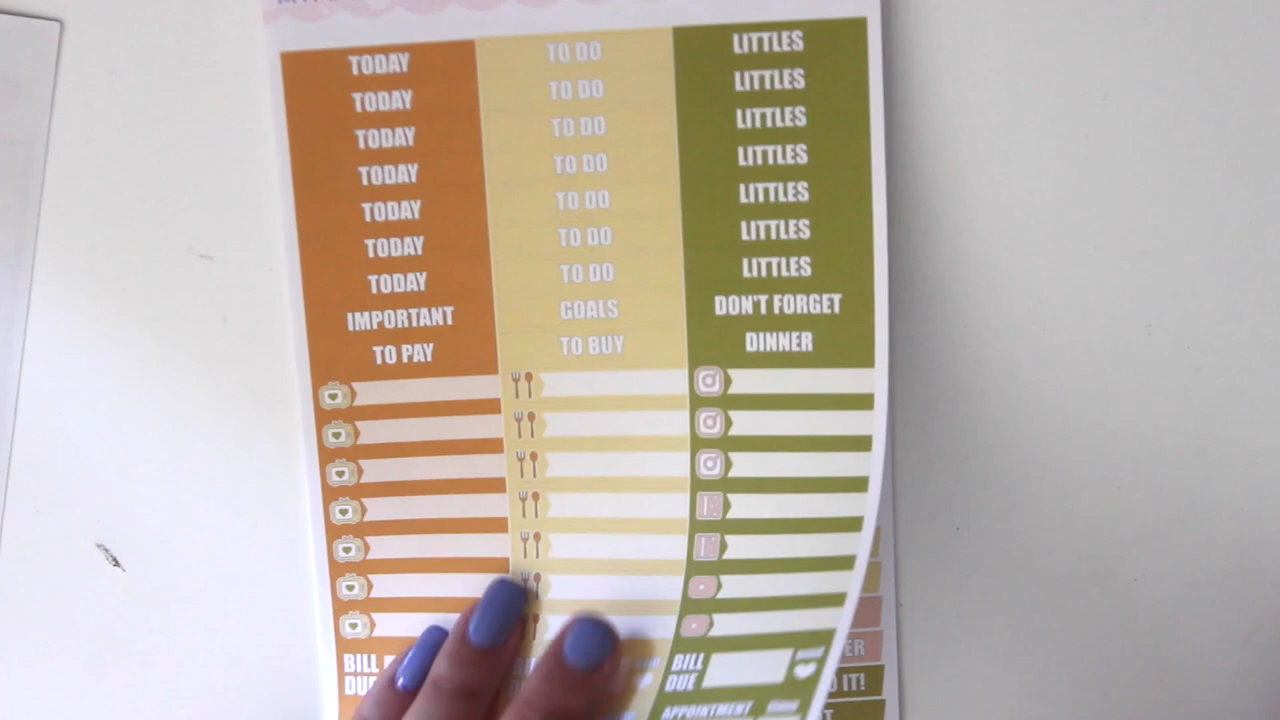 TODAY
TODAY
TODAY
TODAY
TODAY
TODAY
TODAY
IMPORTANT
TO PAY
TO DO
TO DO
TO DO
TO DO
TO DO
TO DO
TO DO
GOALS
TO BUY
LITTLES
LITTLES
LITTLES
LITTLES
LITTLES
LITTLES
LITTLES
DON'T FORGET
DINNER
BILL
BILL
DUE
APPOINTMENT
IT!